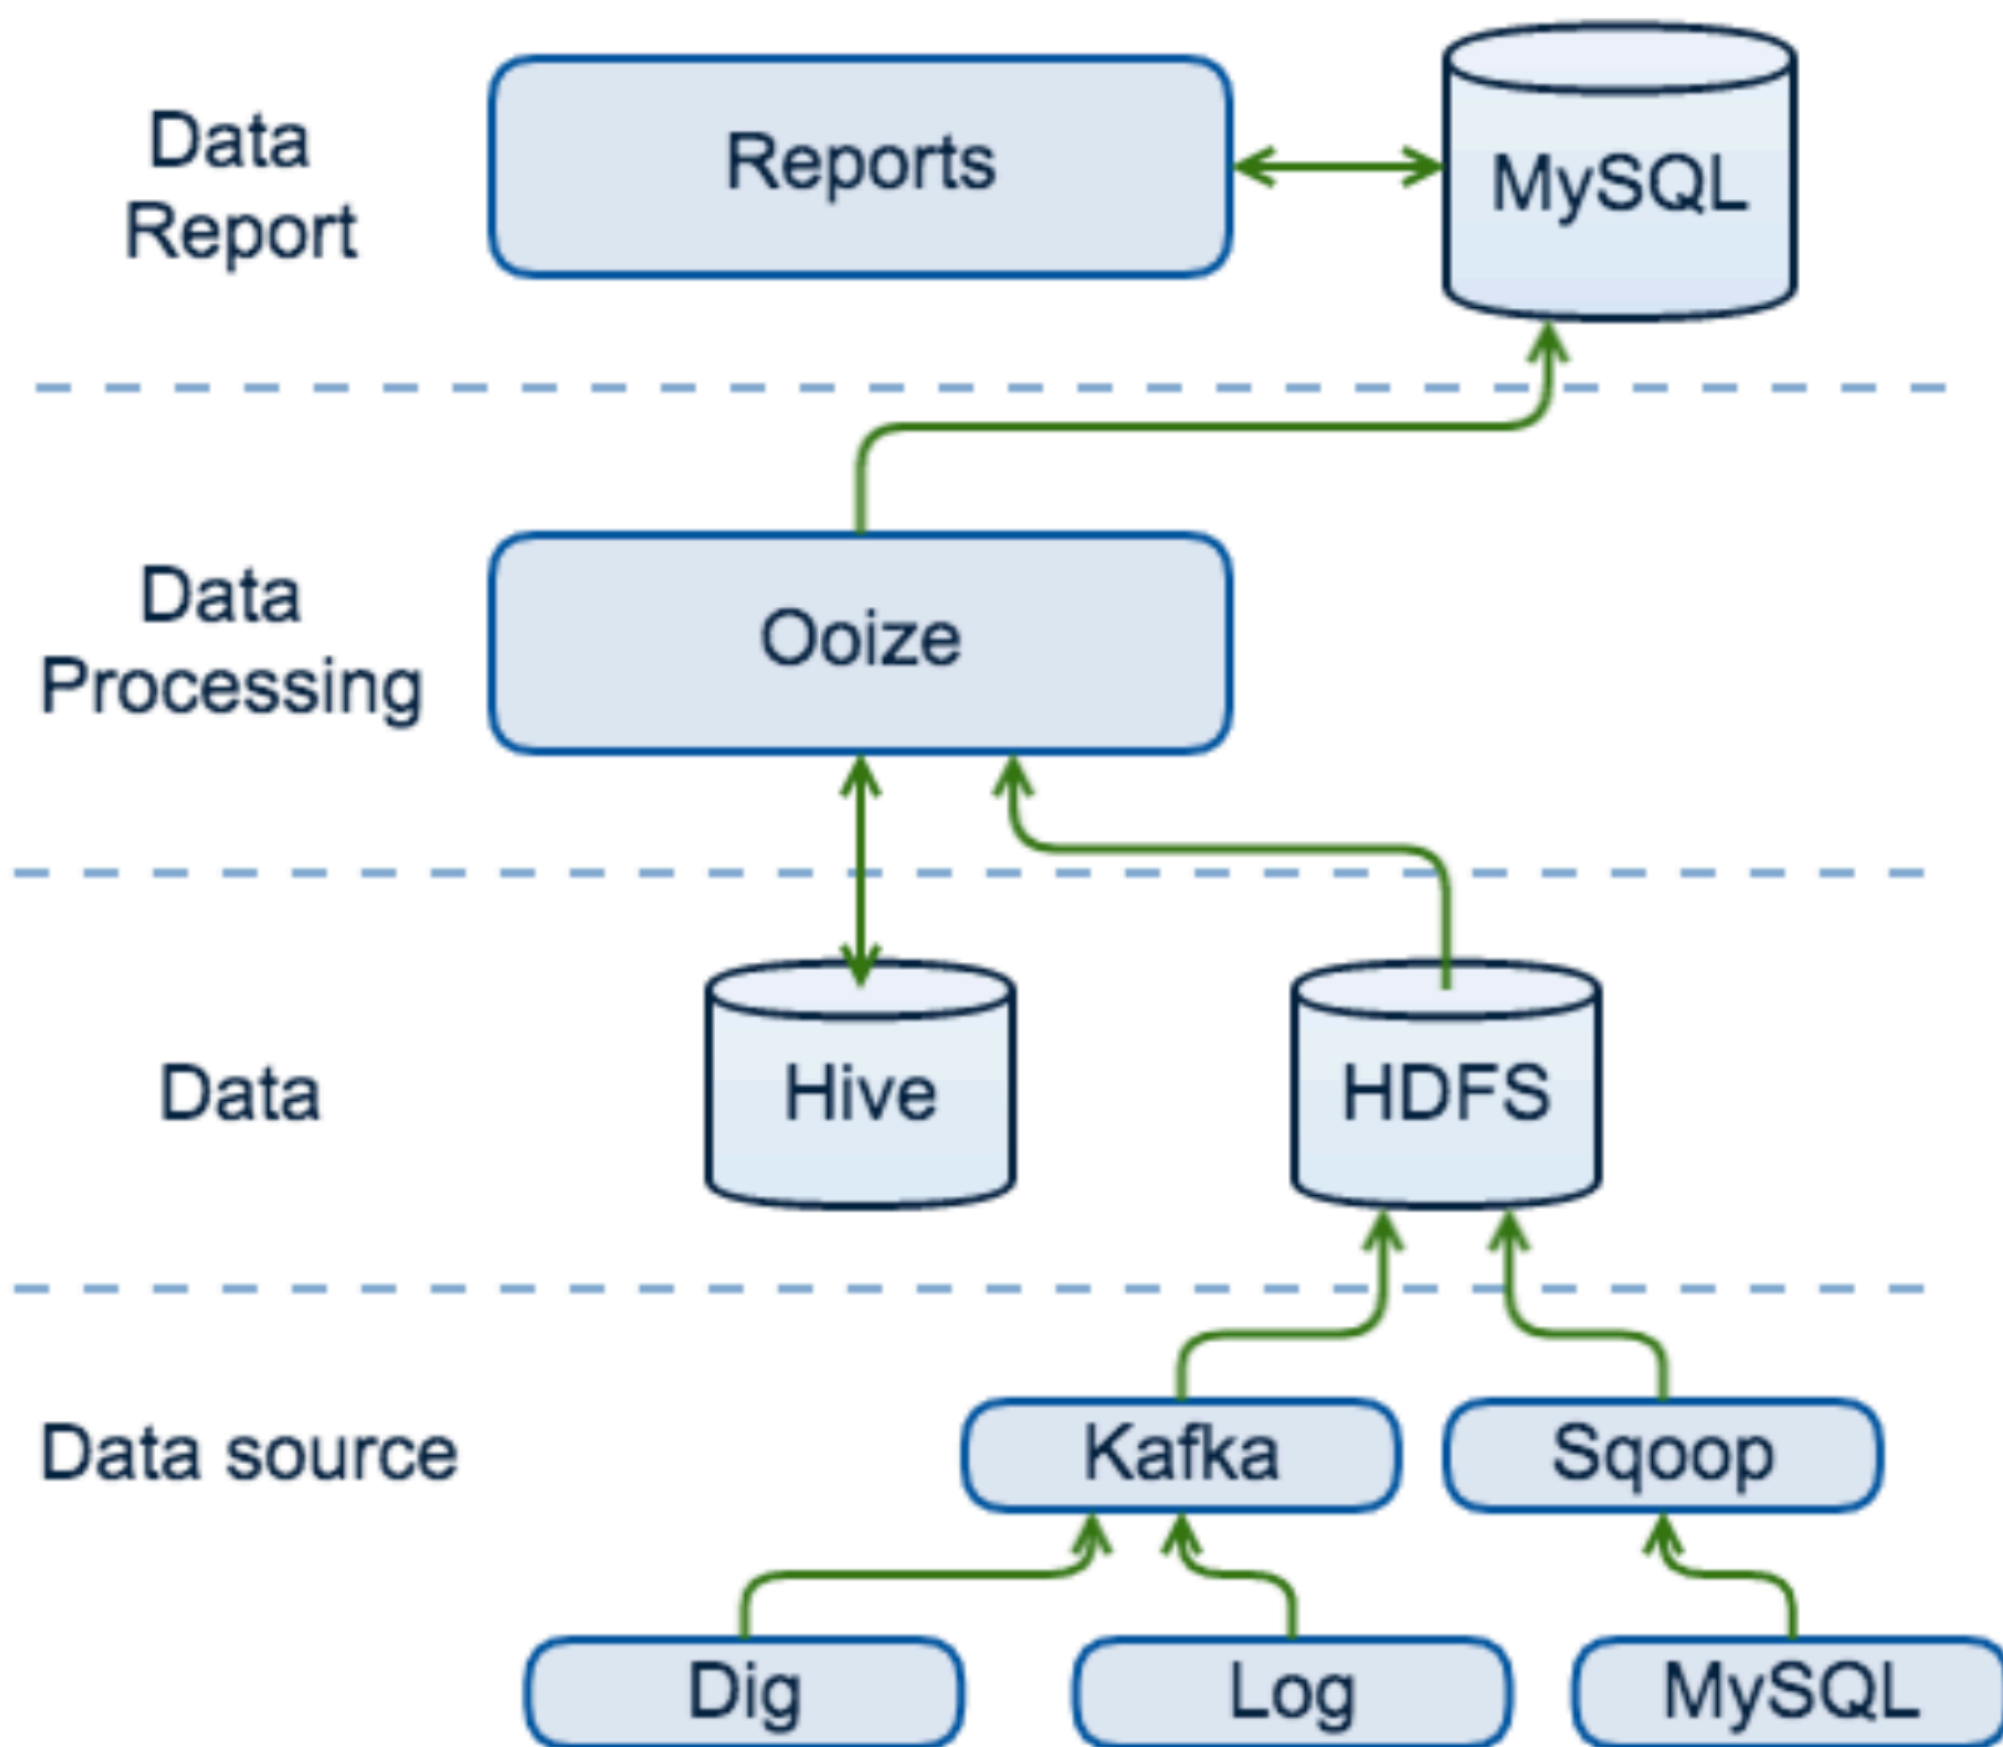 Data
Report
Reports
MySQL
Data
Processing
Ooize
Data
Hive
HDFS
Data source
Kafka
Sqoop
Dig
Log
MySQL